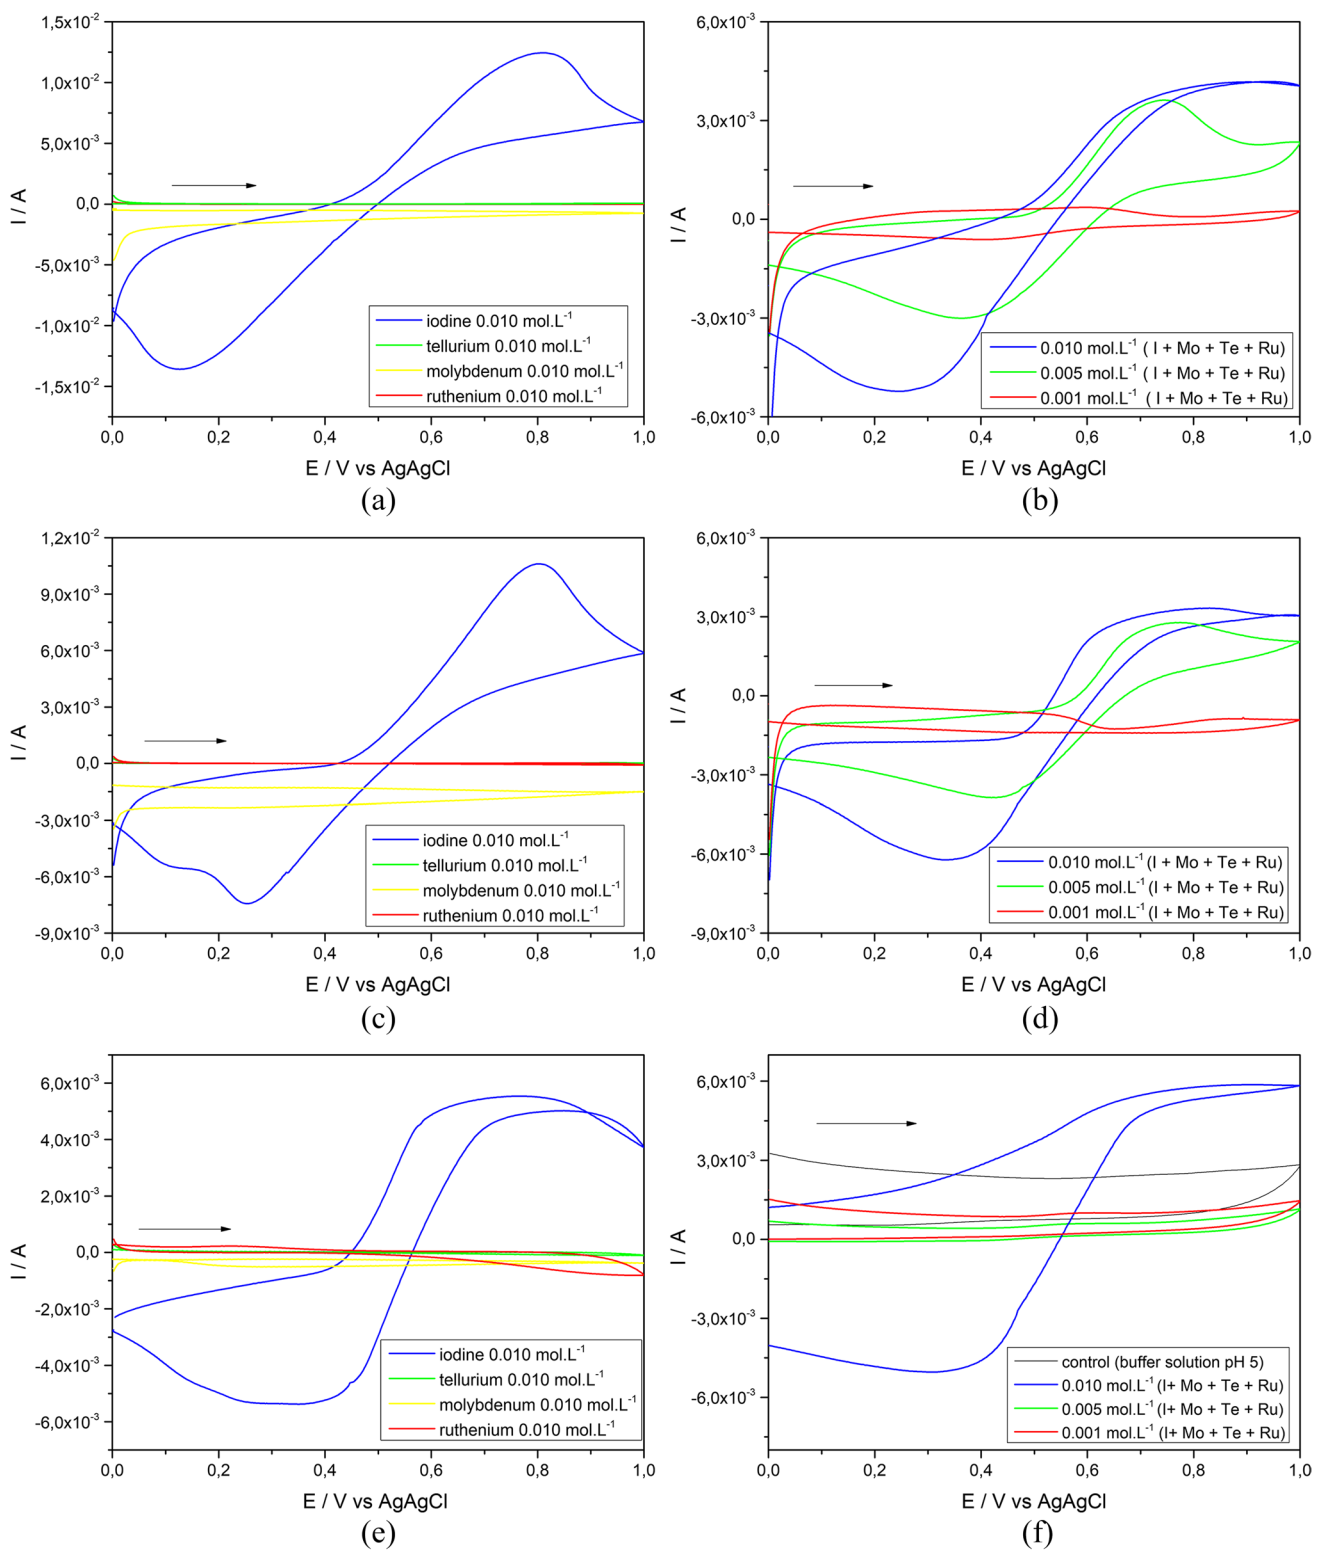 1,5x10-2
1,0x10-2
5,0x10-3
0,0
-5,0x10-3
-1,0x10-2
-1,5x10-2
I / A
iodine 0.010 mol.L-1
tellurium 0.010 mol.L-1
molybdenum 0.010 mol.L-1
ruthenium 0.010 mol.L-1
0,0 0,2 0,4 0,6 0,8 1,0
E / V vs AgAgCl
(a)
6,0x10-3
3,0x10-3
0,0
-3,0x10-3
-6,0x10-3
I / A
0.010 mol.L-1 ( I + Mo + Te + Ru)
0.005 mol.L-1 ( I + Mo + Te + Ru)
0.001 mol.L-1 ( I + Mo + Te + Ru)
0,0 0,2 0,4 0,6 0,8 1,0
E / V vs AgAgCl
(b)
1,2x10-2
9,0x10-3
6,0x10-3
3,0x10-3
0,0
-3,0x10-3
-6,0x10-3
-9,0x10-3
I / A
iodine 0.010 mol.L-1
tellurium 0.010 mol.L-1
molybdenum 0.010 mol.L-1
ruthenium 0.010 mol.L-1
0,0 0,2 0,4 0,6 0,8 1,0
E / V vs AgAgCl
(c)
6,0x10-3
3,0x10-3
0,0
-3,0x10-3
-6,0x10-3
-9,0x10-3
I / A
0.010 mol.L-1 (I + Mo + Te + Ru)
0.005 mol.L-1 (I + Mo + Te + Ru)
0.001 mol.L-1 (I + Mo + Te + Ru)
0,0 0,2 0,4 0,6 0,8 1,0
E / V vs AgAgCl
(d)
6,0x10-3
4,0x10-3
2,0x10-3
0,0
-2,0x10-3
-4,0x10-3
-6,0x10-3
I / A
iodine 0.010 mol.L-1
tellurium 0.010 mol.L-1
molybdenum 0.010 mol.L-1
ruthenium 0.010 mol.L-1
0,0 0,2 0,4 0,6 0,8 1,0
E / V vs AgAgCl
(e)
6,0x10-3
3,0x10-3
0,0
-3,0x10-3
-6,0x10-3
I / A
control (buffer solution pH 5)
0.010 mol.L-1 (I+ Mo + Te + Ru)
0.005 mol.L-1 (I+ Mo + Te + Ru)
0.001 mol.L-1 (I+ Mo + Te + Ru)
0,0 0,2 0,4 0,6 0,8 1,0
E / V vs AgAgCl
(f)